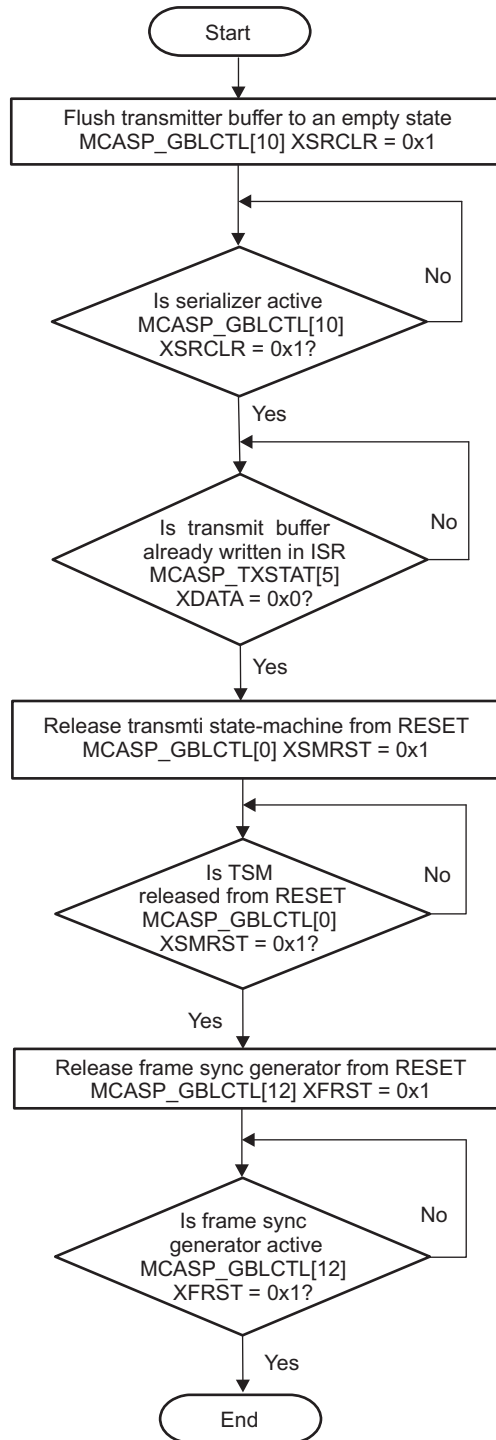 Start
Flush transmitter buffer to an empty state
MCASP_GBLCTL[10] XSRCLR = 0x1
No
Is serializer active
MCASP_GBLCTL[10]
XSRCLR = 0x1?
Yes
No
Is transmit buffer
already written in ISR
MCASP_TXSTAT[5]
XDATA = 0x0?
Yes
Release transmti state-machine from RESET
MCASP_GBLCTL[0] XSMRST = 0x1
No
Is TSM
released from RESET
MCASP_GBLCTL[0]
XSMRST = 0x1?
Yes
Release frame sync generator from RESET
MCASP_GBLCTL[12] XFRST = 0x1
No
Is frame sync
generator active
MCASP_GBLCTL[12]
XFRST = 0x1?
Yes
End